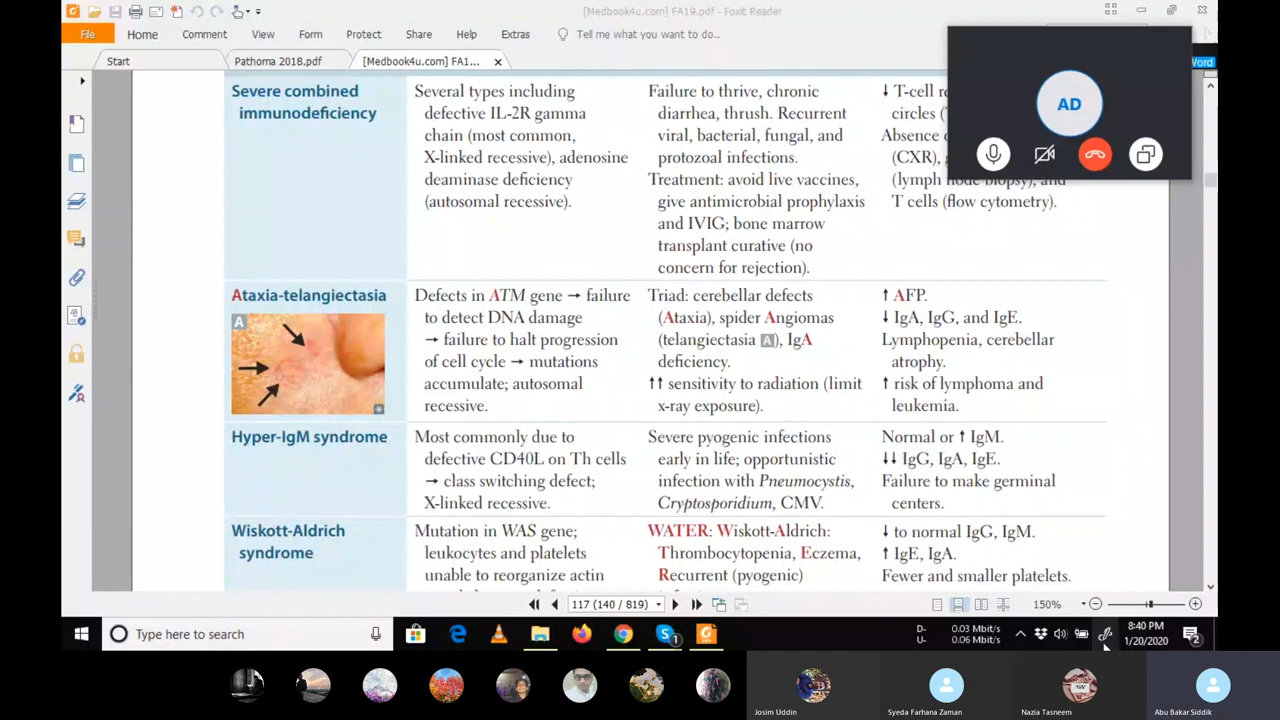 [Medbook4u.com] FA19.pdf - Foxit Reader
File Home Comment View Form Protect Share Help Extras Tell me what you want to do..
Start Pathoma 2018.pdf [Medbook4u.com] FA1...
Word
AD
Severe combined
immunodeficiency
Several types including
defective IL-2R gamma
chain (most common,
X-linked recessive), adenosine
deaminase deficiency
(autosomal recessive).
Failure to thrive, chronic
diarrhea, thrush. Recurrent
viral, bacterial, fungal, and
protozoal infections.
Treatment: avoid live vaccines,
give antimicrobial prophylaxis
and IVIG; bone marrow
transplant curative (no
concern for rejection).
↓ T-cell re
circles (
Absence o
(CXR), g
(lymph node biopsy), and
T cells (flow cytometry).
Ataxia-telangiectasia
A
Defects in ATM gene → failure
to detect DNA damage
→ failure to halt progression
of cell cycle → mutations
accumulate; autosomal
recessive.
Triad: cerebellar defects
(Ataxia), spider Angiomas
(telangiectasia A), IgA
deficiency.
↑↑ sensitivity to radiation (limit
x-ray exposure).
↑ AFP.
↓ IgA, IgG, and IgE.
Lymphopenia, cerebellar
atrophy.
↑ risk of lymphoma and
leukemia.
Hyper-IgM syndrome
Most commonly due to
defective CD40L on Th cells
→ class switching defect;
X-linked recessive.
Severe pyogenic infections
early in life; opportunistic
infection with Pneumocystis,
Cryptosporidium, CMV.
Normal or ↑ IgM.
↓↓ IgG, IgA, IgE.
Failure to make germinal
centers.
Wiskott-Aldrich
syndrome
Mutation in WAS gene;
leukocytes and platelets
unable to reorganize actin
WATER: Wiskott-Aldrich:
Thrombocytopenia, Eczema,
Recurrent (pyogenic)
↓ to normal IgG, IgM.
↑ IgE, IgA.
Fewer and smaller platelets.
117 (140 / 819) 150%
Type here to search
D: 0.03 Mbit/s
U: 0.06 Mbit/s
8:40 PM
1/20/2020
1
2
Josim Uddin Syeda Farhana Zaman Nazia Tasneem Abu Bakar Siddik